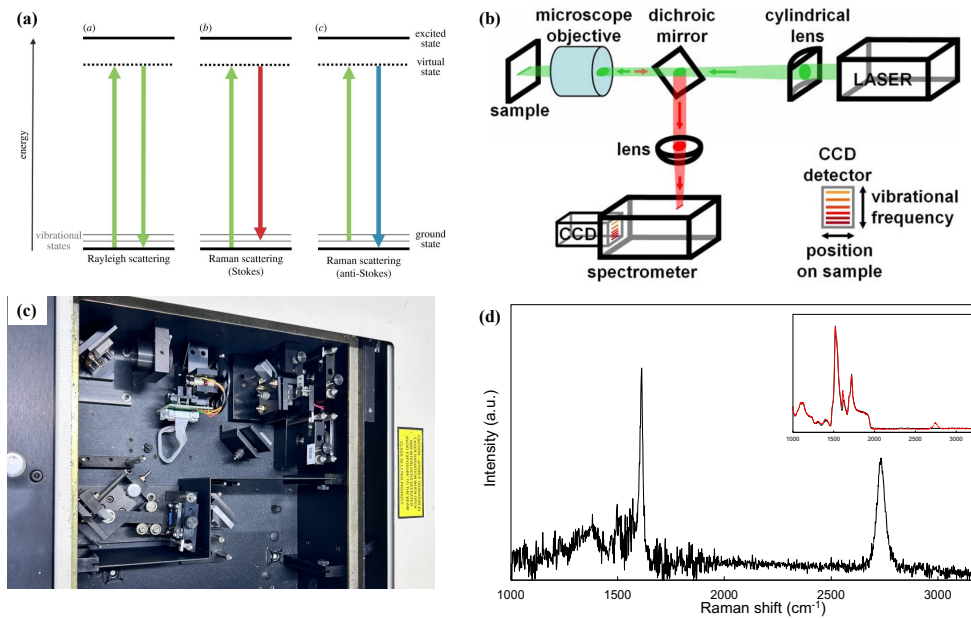 (a)
(a)
(b)
(c)
excited
state
virtual
state
energy
vibrational
states
ground
state
Rayleigh scattering
Raman scattering
(Stokes)
Raman scattering
(anti-Stokes)
(b)
microscope
objective
dichroic
mirror
cylindrical
lens
LASER
sample
lens
CCD
spectrometer
CCD
detector
vibrational
frequency
position
on sample
(c)
(d)
Intensity (a.u.)
1000
1500
2000
2500
3000
Raman shift (cm-1)
1000
1500
2000
2500
3000